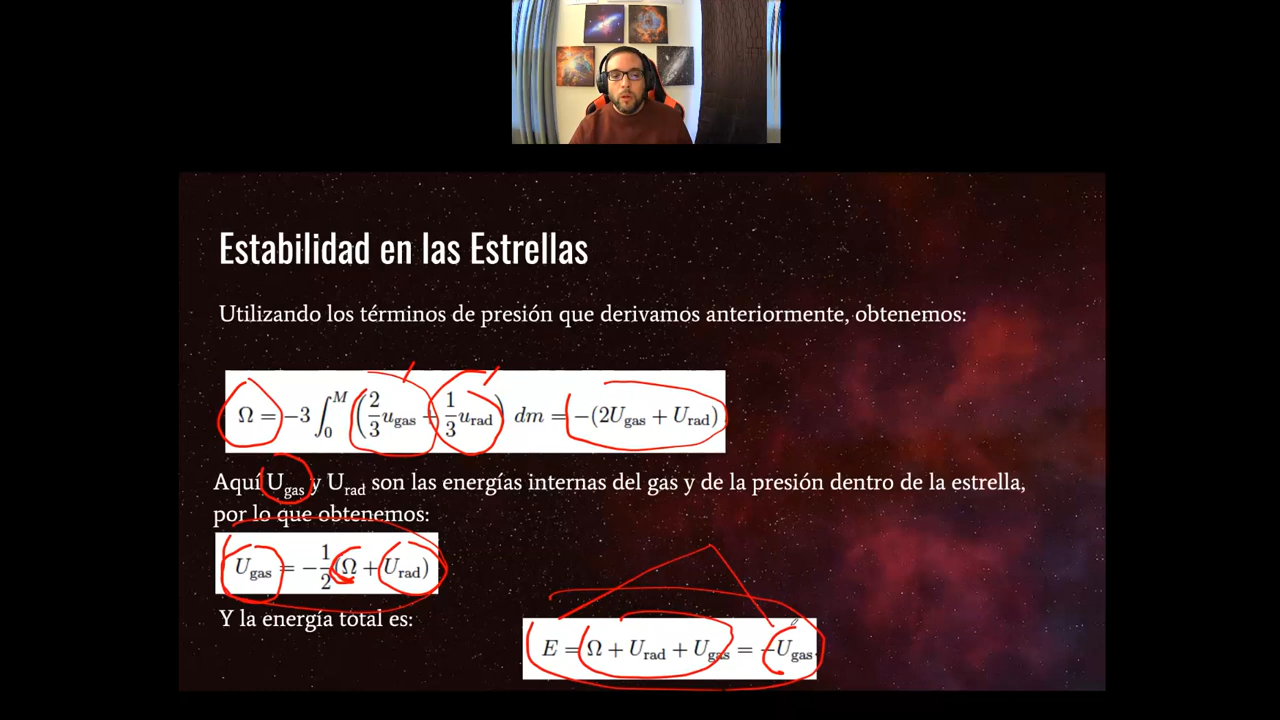 Estabilidad en las Estrellas
Utilizando los términos de presión que derivamos anteriormente, obtenemos:
Ω = −3 ∫₀ᴹ (2/3 u_gas + 1/3 u_rad) dm = −(2U_gas + U_rad)
Aquí U_gas y U_rad son las energías internas del gas y de la presión dentro de la estrella,
por lo que obtenemos:
U_gas = −1/2 (Ω + U_rad)
Y la energía total es:
E = Ω + U_rad + U_gas = −U_gas.